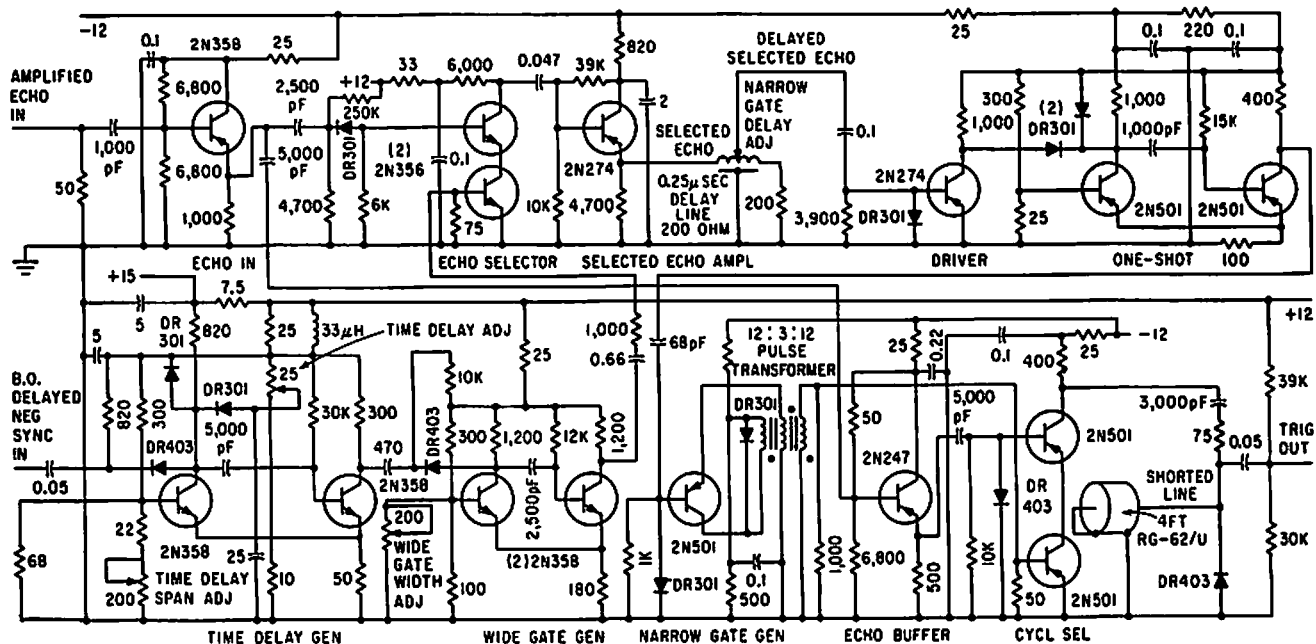 -12
0.1
2N358
25
AMPLIFIED
ECHO
IN
6,800
1,000
pF
50
6,800
1,000
2,500
pF
5,000
pF
+12
250K
DR301
33
6,000
0.047
39K
820
2
(2)
2N356
0.1
4,700
6K
75
10K
2N274
4,700
SELECTED
ECHO
DELAYED
SELECTED ECHO
NARROW
GATE
DELAY
ADJ
0.25μSEC
DELAY
LINE
200 OHM
200
0.1
3,900
2N274
DR301
25
220
0.1
0.1
1,000
300
(2)
DR301
1,000
1,000pF
15K
400
25
2N501
2N501
100
ECHO IN
ECHO SELECTOR
SELECTED ECHO AMPL
DRIVER
ONE-SHOT
+15
7.5
5
DR
301
820
25
33μH
TIME DELAY ADJ
5
25
B.O.
DELAYED
NEG
SYNC
IN
820
300
DR301
5,000
pF
30K
300
DR403
0.05
22
2N358
68
200
TIME DELAY
SPAN ADJ
25
10
50
470
2N358
10K
DR403
300
1,200
12K
1,200
25
1,000
0.66
2,500pF
200
WIDE
GATE
WIDTH
ADJ
100
(2)2N358
180
68pF
12:3:12
PULSE
TRANSFORMER
DR301
2N501
1K
DR301
0.1
500
1,000
25
0.22
50
5,000
pF
2N247
6,800
500
0.1
400
25
-12
+12
10K
DR
403
2N501
50
2N501
3,000pF
75
0.05
39K
TRIG
OUT
SHORTED
LINE
4FT
RG-62/U
DR403
30K
TIME DELAY GEN
WIDE GATE GEN
NARROW GATE GEN
ECHO BUFFER
CYCL SEL